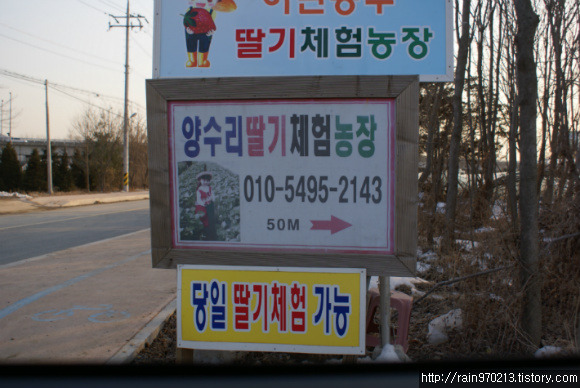 딸기체험농장
양수리딸기체험농장
010-5495-2143
50M
당일 딸기체험 가능
http://rain970213.tistory.com